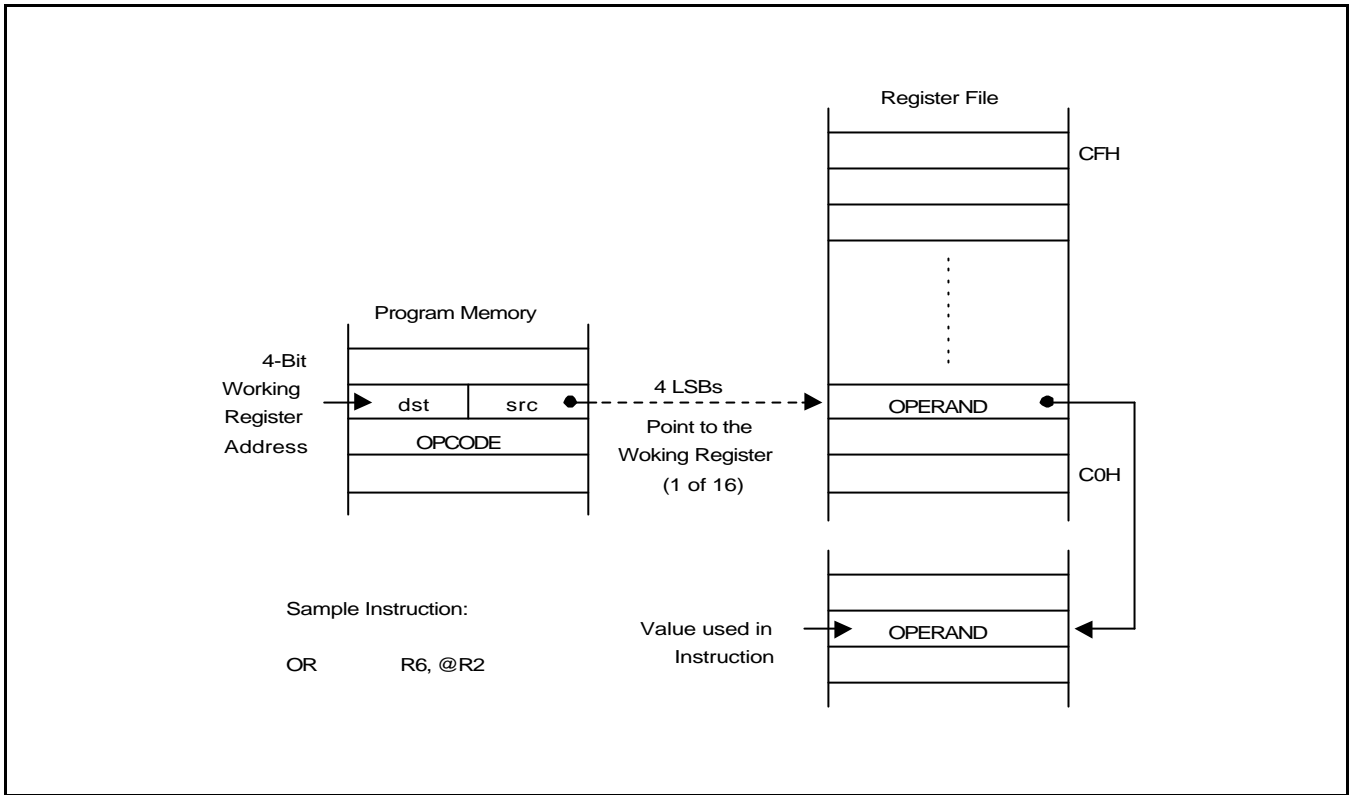 Register File
CFH
Program Memory
4-Bit
Working
Register
Address
dst src
OPCODE
4 LSBs
Point to the
Woking Register
(1 of 16)
OPERAND
C0H
Sample Instruction:
OR R6, @R2
Value used in
Instruction
OPERAND